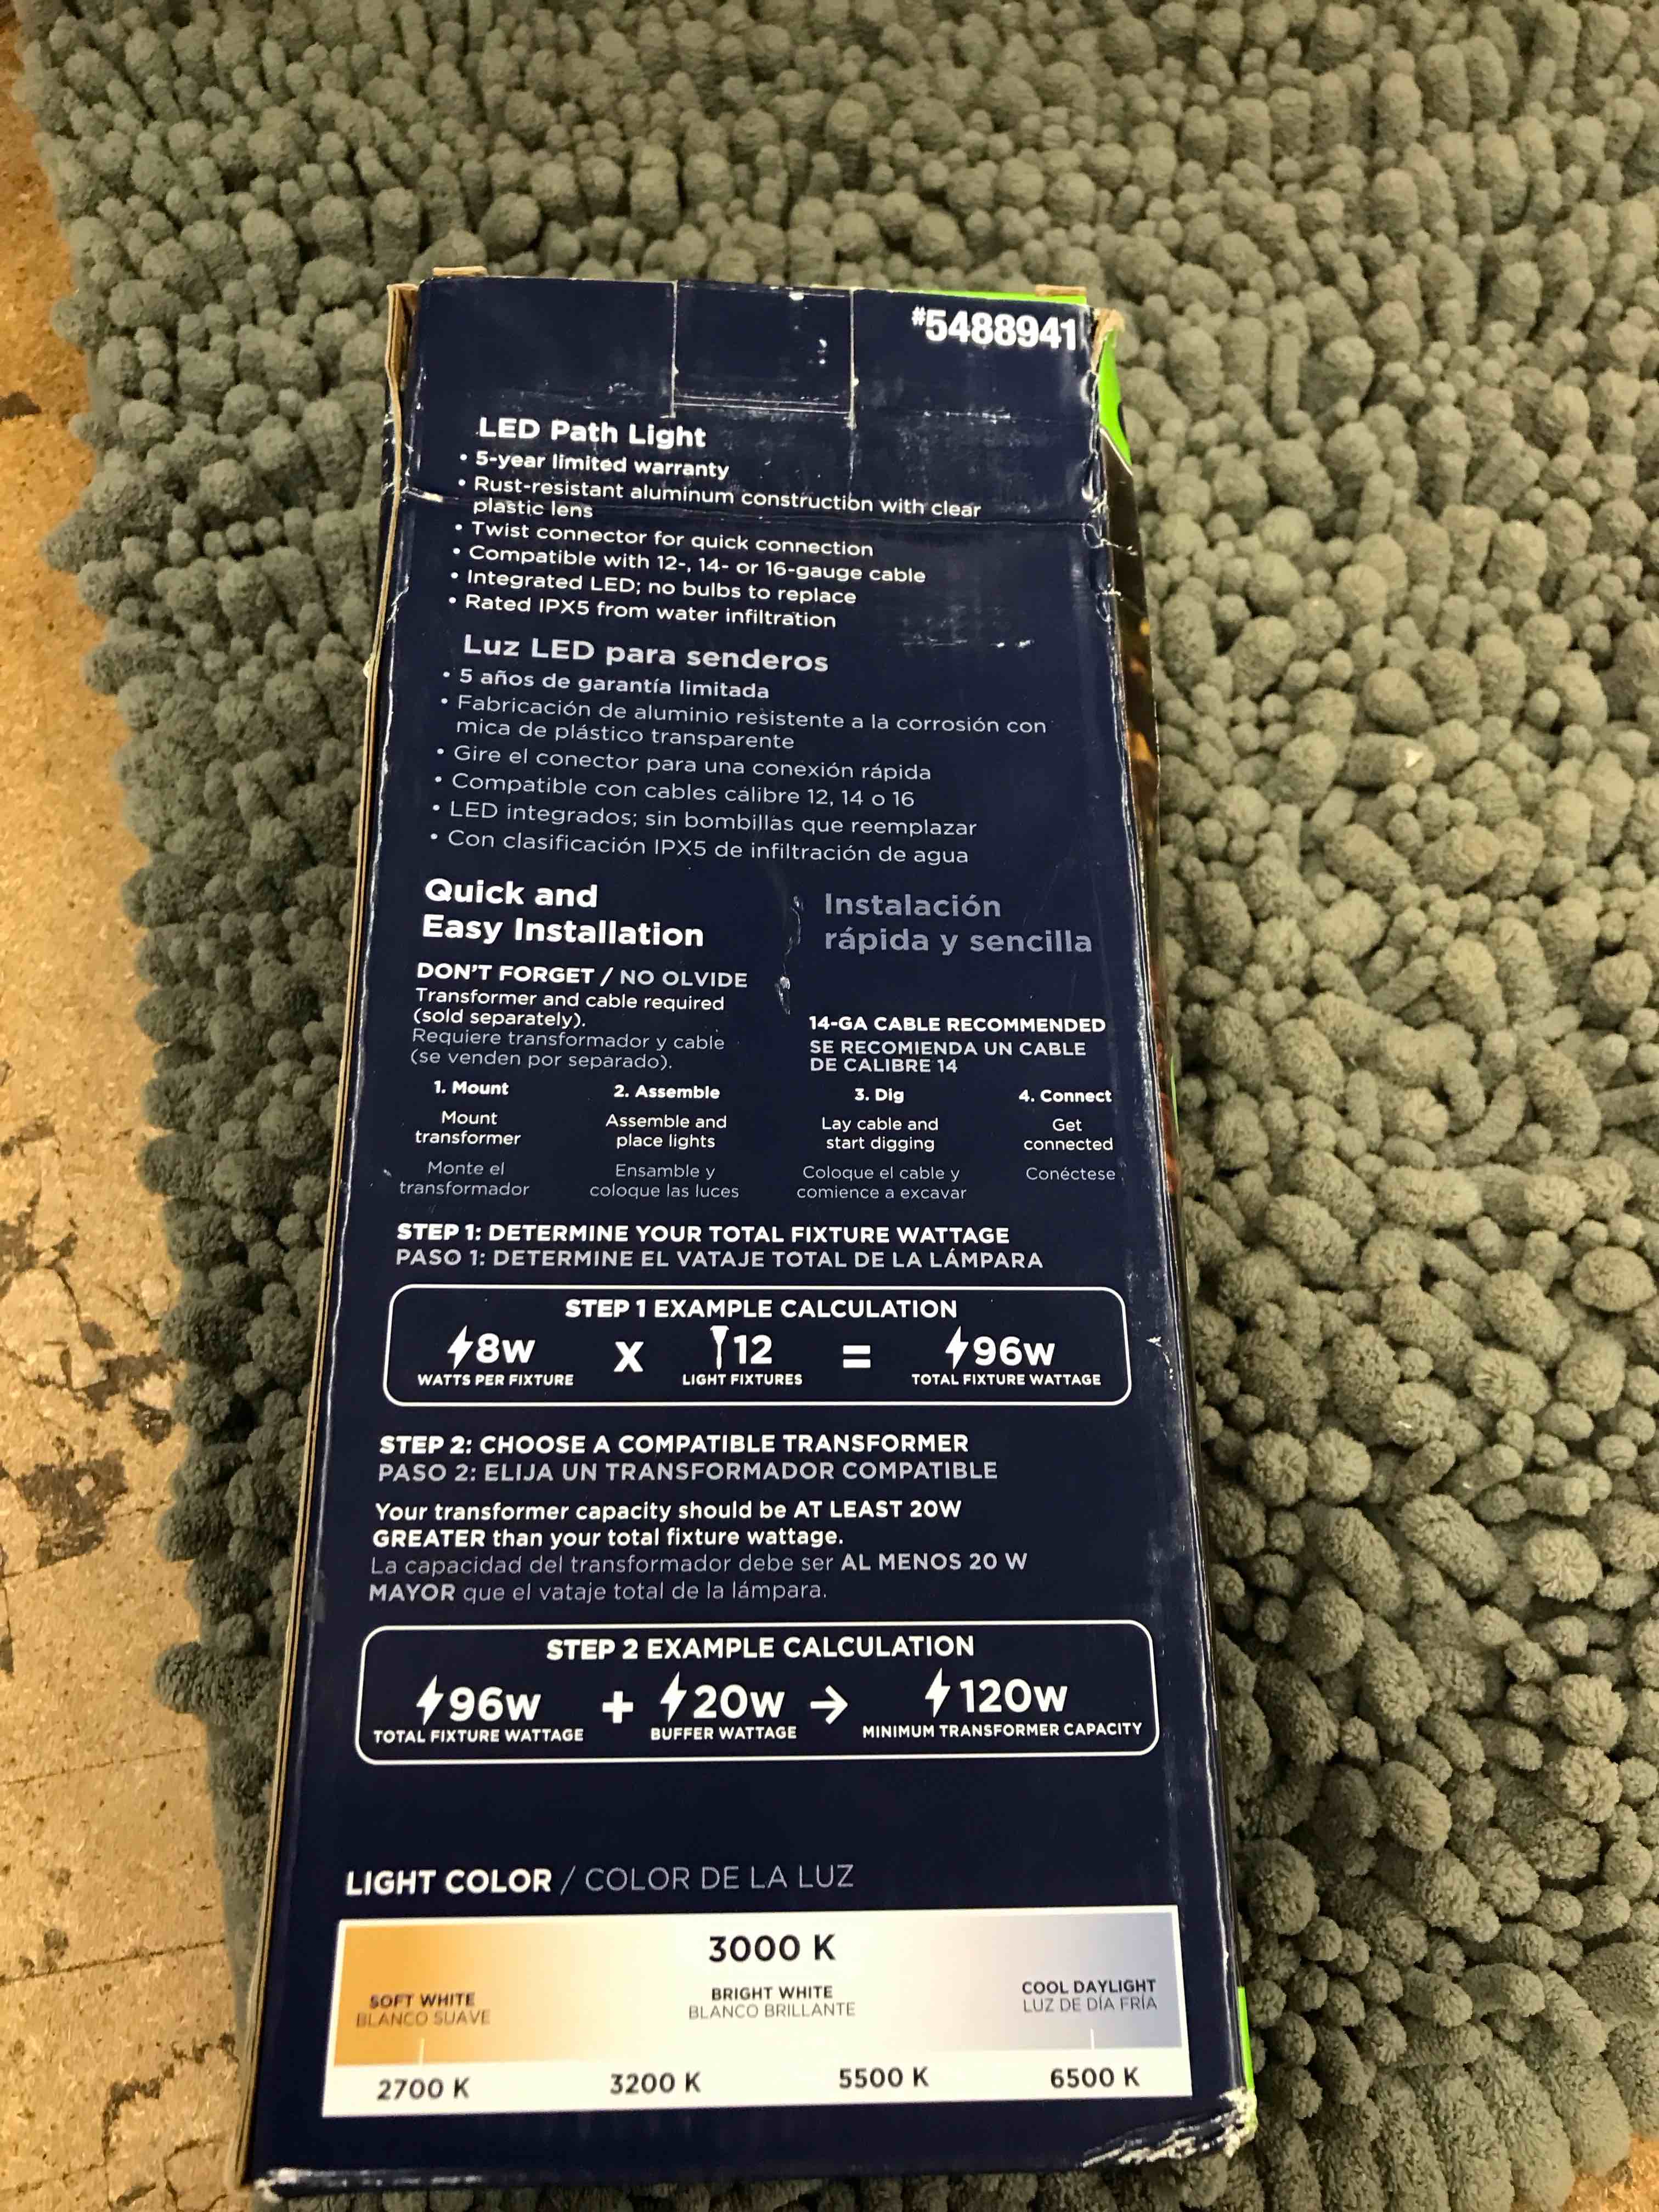 #5488941
LED Path Light
• 5-year limited warranty
• Rust-resistant aluminum construction with clear
plastic lens
• Twist connector for quick connection
• Compatible with 12-, 14- or 16-gauge cable
• Integrated LED; no bulbs to replace
• Rated IPX5 from water infiltration
Luz LED para senderos
• 5 años de garantía limitada
• Fabricación de aluminio resistente a la corrosión con
mica de plástico transparente
• Gire el conector para una conexión rápida
• Compatible con cables calibre 12, 14 o 16
• LED integrados; sin bombillas que reemplazar
• Con clasificación IPX5 de infiltración de agua
Quick and
Easy Installation
Instalación
rápida y sencilla
DON'T FORGET / NO OLVIDE
Transformer and cable required
(sold separately).
Requiere transformador y cable
(se venden por separado).
14-GA CABLE RECOMMENDED
SE RECOMIENDA UN CABLE
DE CALIBRE 14
1. Mount
Mount
transformer
Monte el
transformador
2. Assemble
Assemble and
place lights
Ensamble y
coloque las luces
3. Dig
Lay cable and
start digging
Coloque el cable y
comience a excavar
4. Connect
Get
connected
Conéctese
STEP 1: DETERMINE YOUR TOTAL FIXTURE WATTAGE
PASO 1: DETERMINE EL VATAJE TOTAL DE LA LÁMPARA
STEP 1 EXAMPLE CALCULATION
8w X 12 = 96w
WATTS PER FIXTURE LIGHT FIXTURES TOTAL FIXTURE WATTAGE
STEP 2: CHOOSE A COMPATIBLE TRANSFORMER
PASO 2: ELIJA UN TRANSFORMADOR COMPATIBLE
Your transformer capacity should be AT LEAST 20W
GREATER than your total fixture wattage.
La capacidad del transformador debe ser AL MENOS 20 W
MAYOR que el vataje total de la lámpara.
STEP 2 EXAMPLE CALCULATION
96w + 20w → 120w
TOTAL FIXTURE WATTAGE BUFFER WATTAGE MINIMUM TRANSFORMER CAPACITY
LIGHT COLOR / COLOR DE LA LUZ
3000 K
SOFT WHITE
BLANCO SUAVE
BRIGHT WHITE
BLANCO BRILLANTE
COOL DAYLIGHT
LUZ DE DÍA FRÍA
2700 K 3200 K 5500 K 6500 K